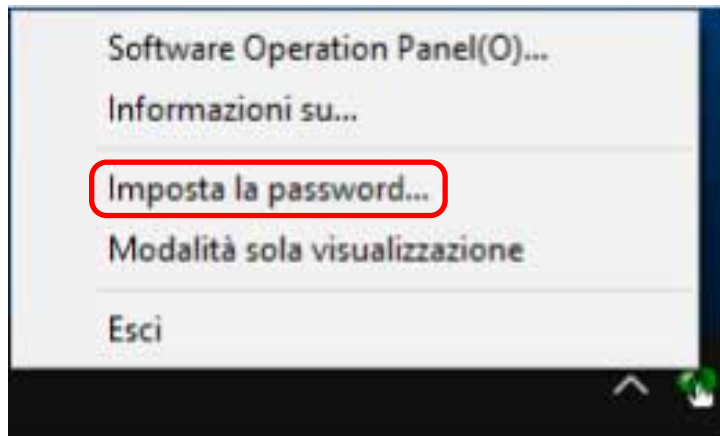 Software Operation Panel(O)...
Informazioni su...
Imposta la password...
Modalità sola visualizzazione
Esci